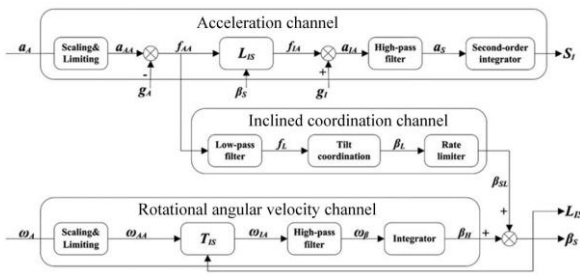 Acceleration channel
a_A Scaling& Limiting a_AA f_AA L_IS f_IA a_IA High-pass filter a_S Second-order integrator S_I
- g_A β_S + g_I
Inclined coordination channel
Low-pass filter f_L Tilt coordination β_L Rate limiter
β_SL
+
Rotational angular velocity channel
L_IS
ω_A Scaling& Limiting ω_AA T_IS ω_IA High-pass filter ω_β Integrator β_H + β_S